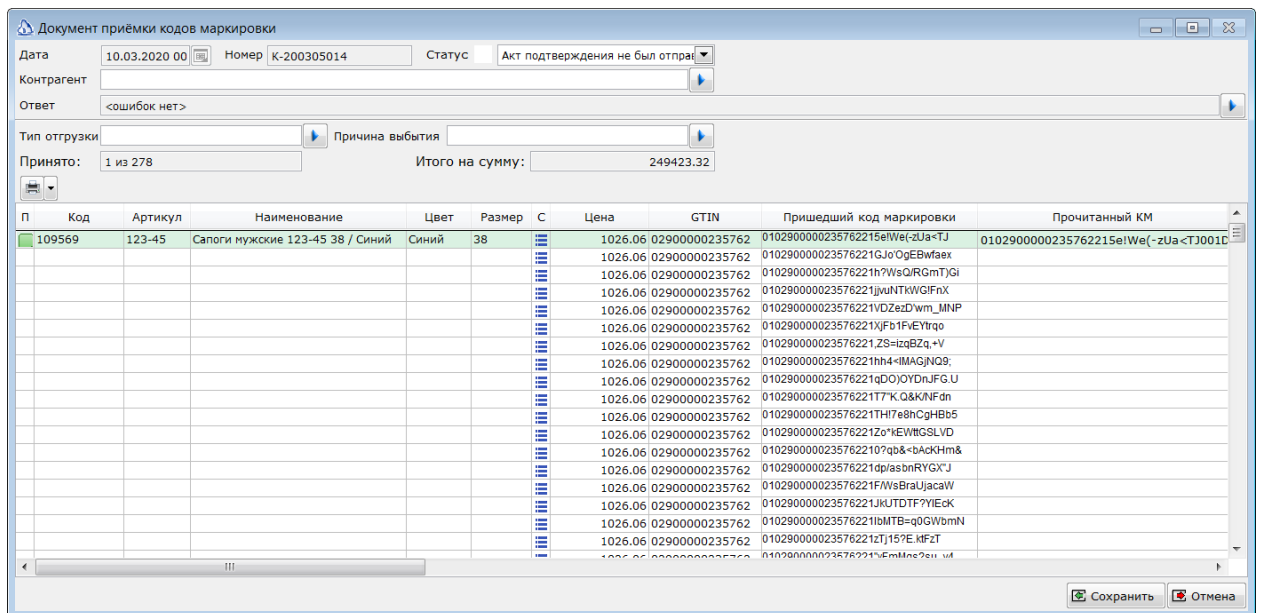 Документ приёмки кодов маркировки
Дата 10.03.2020 00 Номер K-200305014 Статус Акт подтверждения не был отправ
Контрагент
Ответ <ошибок нет>
Тип отгрузки Причина выбытия
Принято: 1 из 278 Итого на сумму: 249423.32
П Код Артикул Наименование Цвет Размер С Цена GTIN Пришедший код маркировки Прочитанный КМ
109569 123-45 Сапоги мужские 123-45 38 / Синий Синий 38 1026.06 02900000235762 0102900000235762215e!We(-zUa<TJ 0102900000235762215e!We(-zUa<TJ001D
1026.06 02900000235762 010290000023576221GJo'OgEBwfaex
1026.06 02900000235762 010290000023576221h?WsQ/RGmT)Gi
1026.06 02900000235762 010290000023576221jjvuNTkWG!FnX
1026.06 02900000235762 010290000023576221VDZezD'wm_MNP
1026.06 02900000235762 010290000023576221XjFb1FvEYtrqo
1026.06 02900000235762 010290000023576221,ZS=izqBZq,+V
1026.06 02900000235762 010290000023576221hh4<IMAGjNQ9;
1026.06 02900000235762 010290000023576221qDO)OYDnJFG.U
1026.06 02900000235762 010290000023576221T7"K.Q&K/NFdn
1026.06 02900000235762 010290000023576221TH!7e8hCgHBb5
1026.06 02900000235762 010290000023576221Zo*kEWttGSLVD
1026.06 02900000235762 0102900000235762210?qb&<bAcKHm&
1026.06 02900000235762 010290000023576221dp/asbnRYGX"J
1026.06 02900000235762 010290000023576221F/WsBraUjacaW
1026.06 02900000235762 010290000023576221JkUTDTF?YIEcK
1026.06 02900000235762 010290000023576221IbMTB=q0GWbmN
1026.06 02900000235762 010290000023576221zTj15?E.ktFzT
Сохранить Отмена